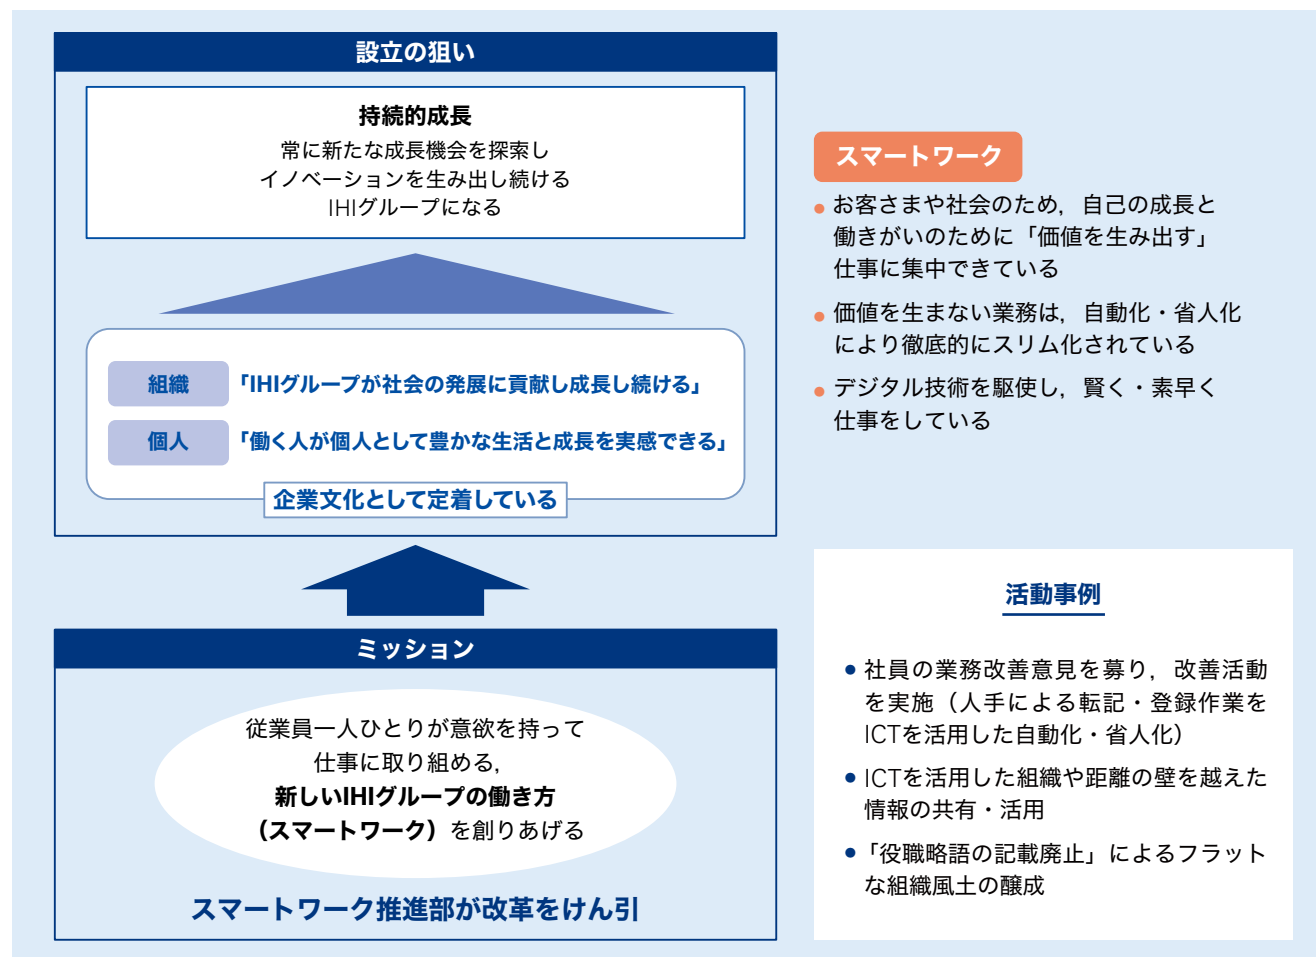 設立の狙い
持続的成長
常に新たな成長機会を探索し
イノベーションを生み出し続ける
IHIグループになる
組織
「IHIグループが社会の発展に貢献し成長し続ける」
個人
「働く人が個人として豊かな生活と成長を実感できる」
企業文化として定着している
ミッション
従業員一人ひとりが意欲を持って
仕事に取り組める，
新しいIHIグループの働き方
（スマートワーク）を創りあげる
スマートワーク推進部が改革をけん引
スマートワーク
● お客さまや社会のため，自己の成長と
働きがいのために「価値を生み出す」
仕事に集中できている
● 価値を生まない業務は，自動化・省人化
により徹底的にスリム化されている
● デジタル技術を駆使し，賢く・素早く
仕事をしている
活動事例
● 社員の業務改善意見を募り，改善活動
を実施（人手による転記・登録作業を
ICTを活用した自動化・省人化）
● ICTを活用した組織や距離の壁を越えた
情報の共有・活用
● 「役職略語の記載廃止」によるフラット
な組織風土の醸成